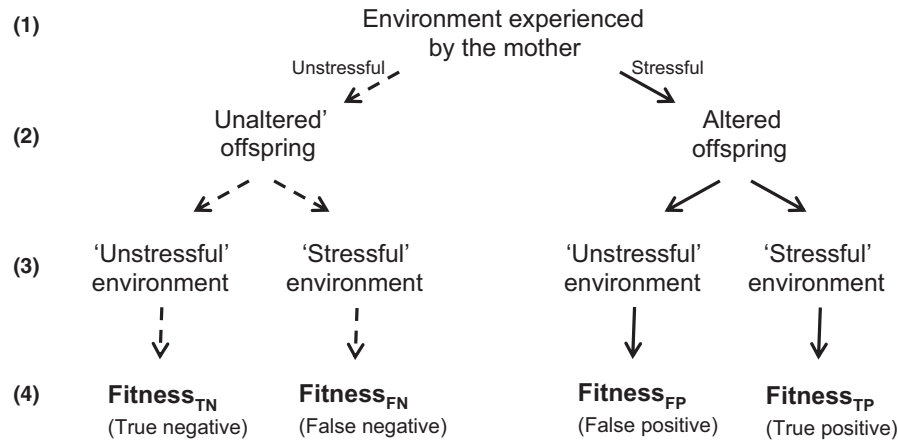 (1)
Environment experienced
by the mother
Unstressful
Stressful
(2)
Unaltered’
offspring
Altered
offspring
(3)
‘Unstressful’
environment
‘Stressful’
environment
‘Unstressful’
environment
‘Stressful’
environment
(4)
FitnessTN
(True negative)
FitnessFN
(False negative)
FitnessFP
(False positive)
FitnessTP
(True positive)